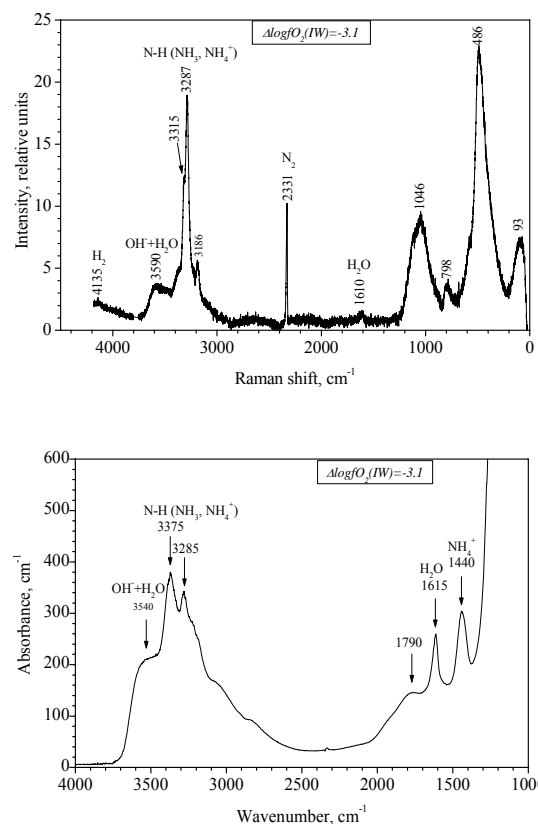 ΔlogfO₂(IW)=-3.1
N-H (NH₃, NH₄⁺)
3287
3315
3186
H₂
4135
OH⁻+H₂O
3590
N₂
2331
H₂O
1610
1046
798
486
93
Intensity, relative units
25
20
15
10
5
0
4000 3000 2000 1000 0
Raman shift, cm⁻¹
ΔlogfO₂(IW)=-3.1
N-H (NH₃, NH₄⁺)
3375
3285
OH⁻+H₂O
3540
1790
H₂O
1615
NH₄⁺
1440
Absorbance, cm⁻¹
600
500
400
300
200
100
0
4000 3500 3000 2500 2000 1500 100
Wavenumber, cm⁻¹